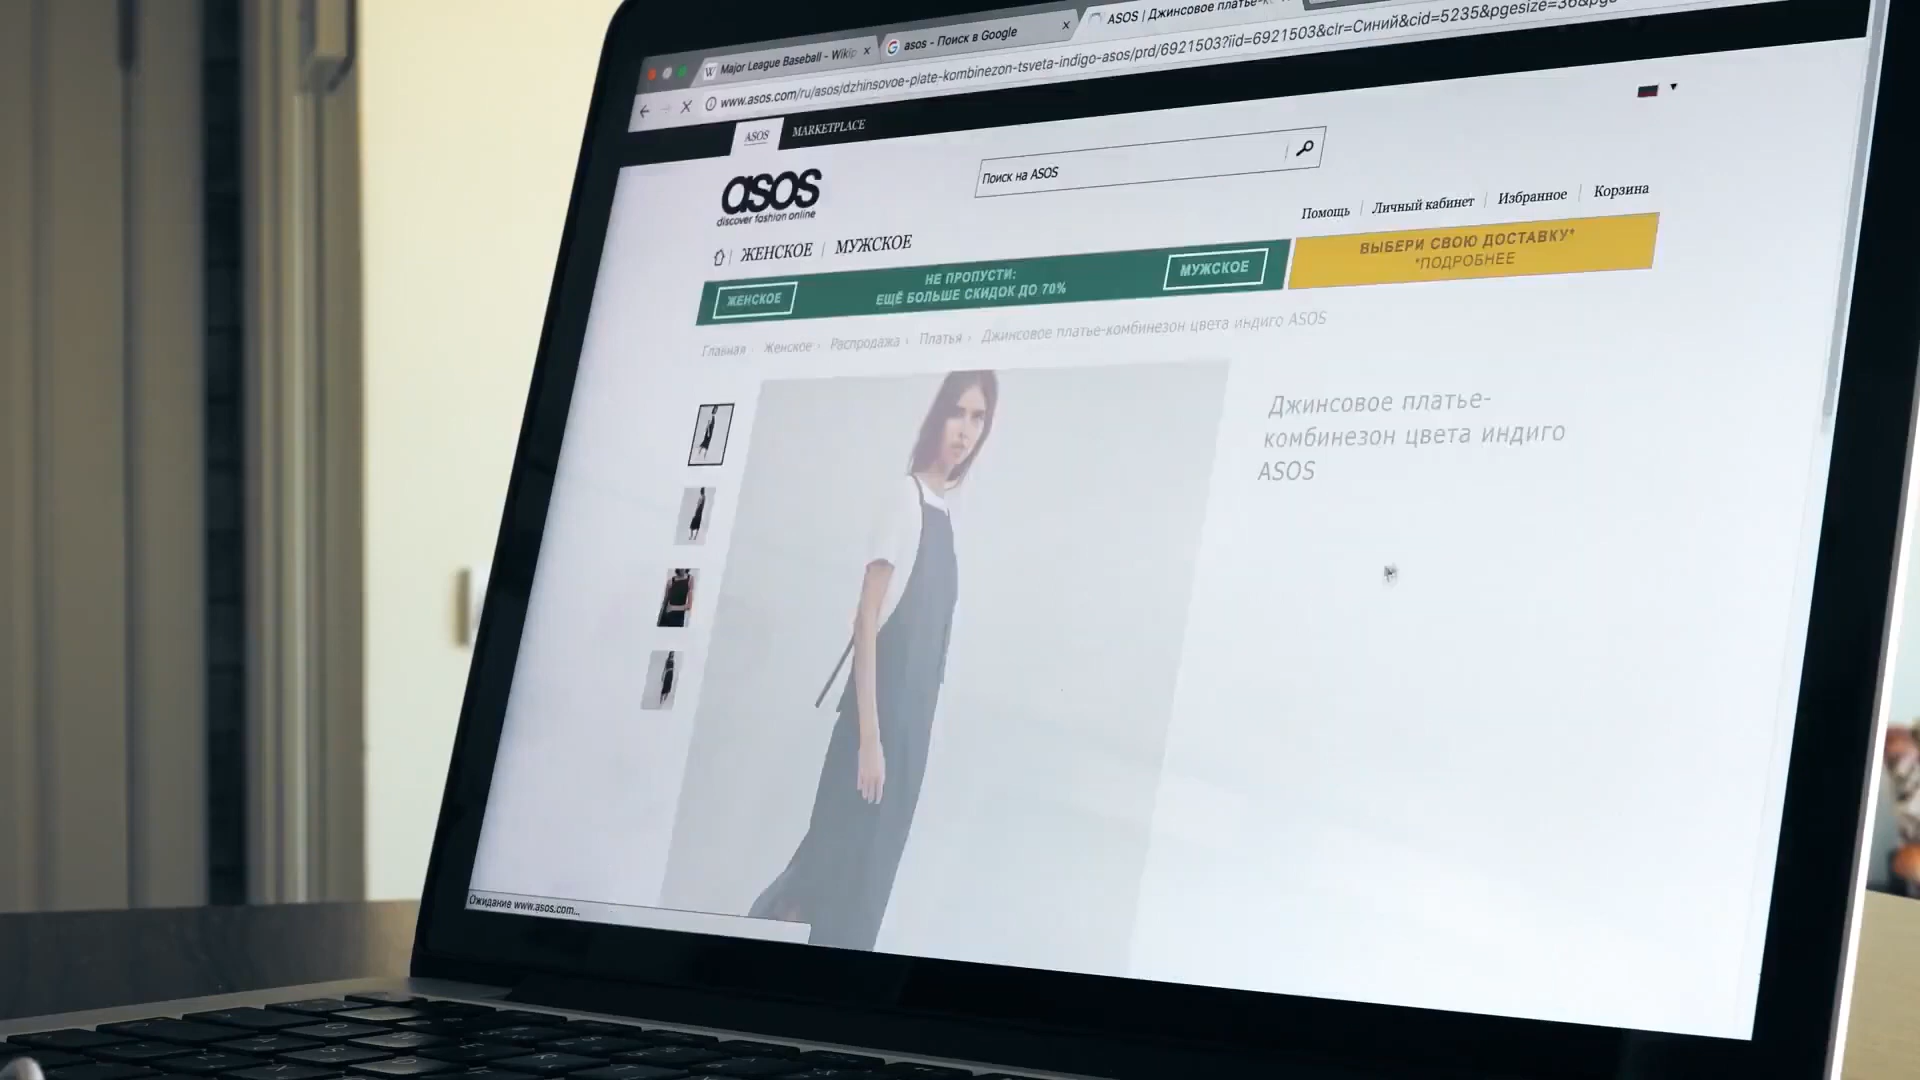 Major League Baseball - Wikip
asos - Поиск в Google
ASOS | Джинсовое платье-к
www.asos.com/ru/asos/dzhinsovoe-plate-kombinezon-tsveta-indigo-asos/prd/6921503?iid=6921503&clr=Синий&cid=5235&pgesize=36&pge
ASOS
MARKETPLACE
asos
discover fashion online
Поиск на ASOS
Помощь | Личный кабинет | Избранное | Корзина
ЖЕНСКОЕ | МУЖСКОЕ
ЖЕНСКОЕ
НЕ ПРОПУСТИ:
ЕЩЁ БОЛЬШЕ СКИДОК ДО 70%
МУЖСКОЕ
ВЫБЕРИ СВОЮ ДОСТАВКУ*
*ПОДРОБНЕЕ
Главная › Женское › Распродажа › Платья › Джинсовое платье-комбинезон цвета индиго ASOS
Джинсовое платье-
комбинезон цвета индиго
ASOS
Ожидание www.asos.com...